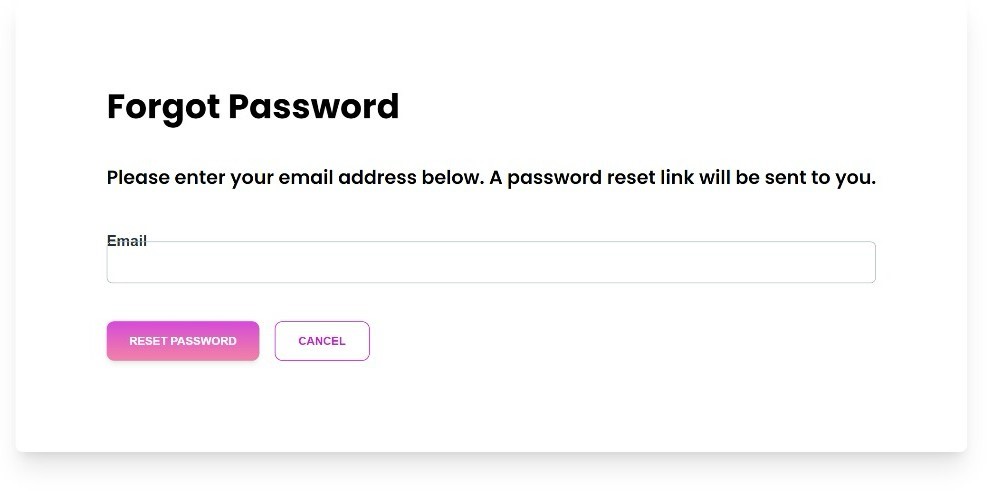 Forgot Password
Please enter your email address below. A password reset link will be sent to you.
Email
RESET PASSWORD
CANCEL